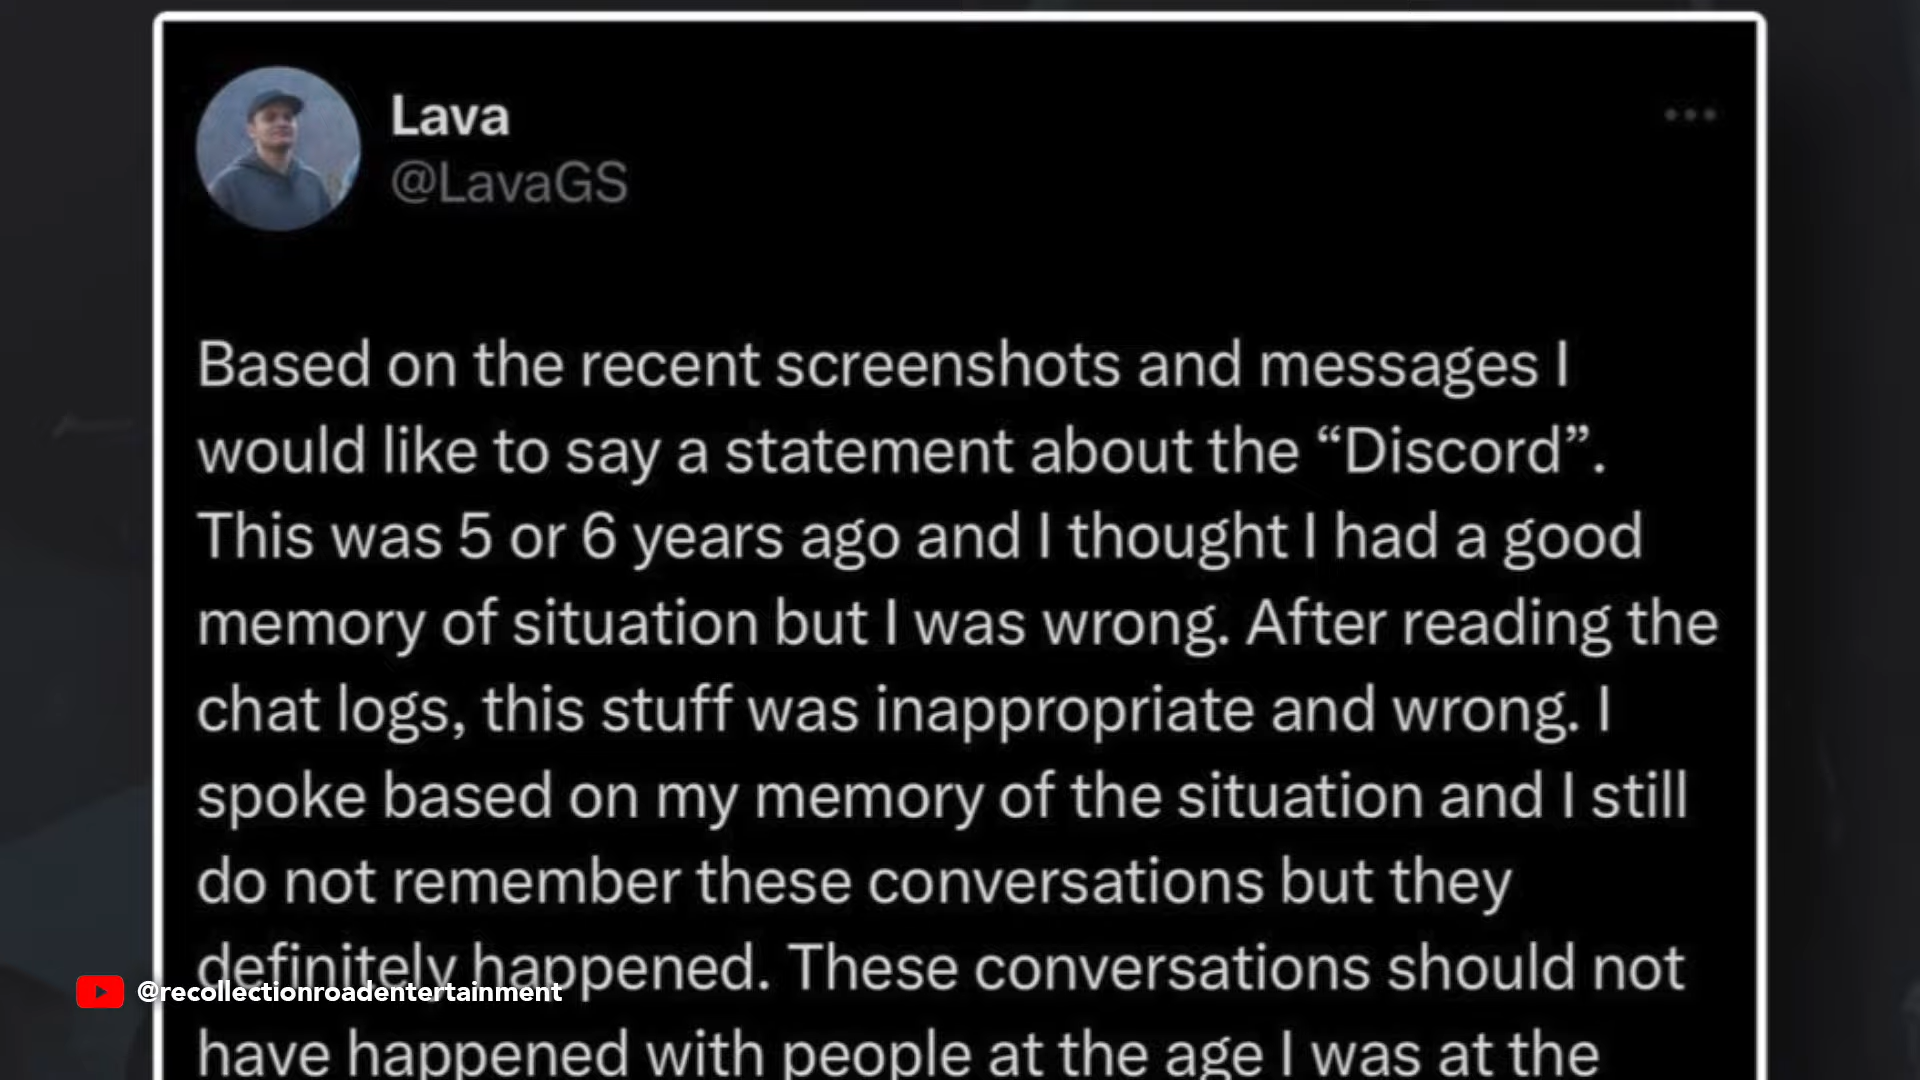 Lava
@LavaGS
Based on the recent screenshots and messages I
would like to say a statement about the “Discord”.
This was 5 or 6 years ago and I thought I had a good
memory of situation but I was wrong. After reading the
chat logs, this stuff was inappropriate and wrong. I
spoke based on my memory of the situation and I still
do not remember these conversations but they
definitely happened. These conversations should not
@recollectionroadentertainment
have happened with people at the age I was at the